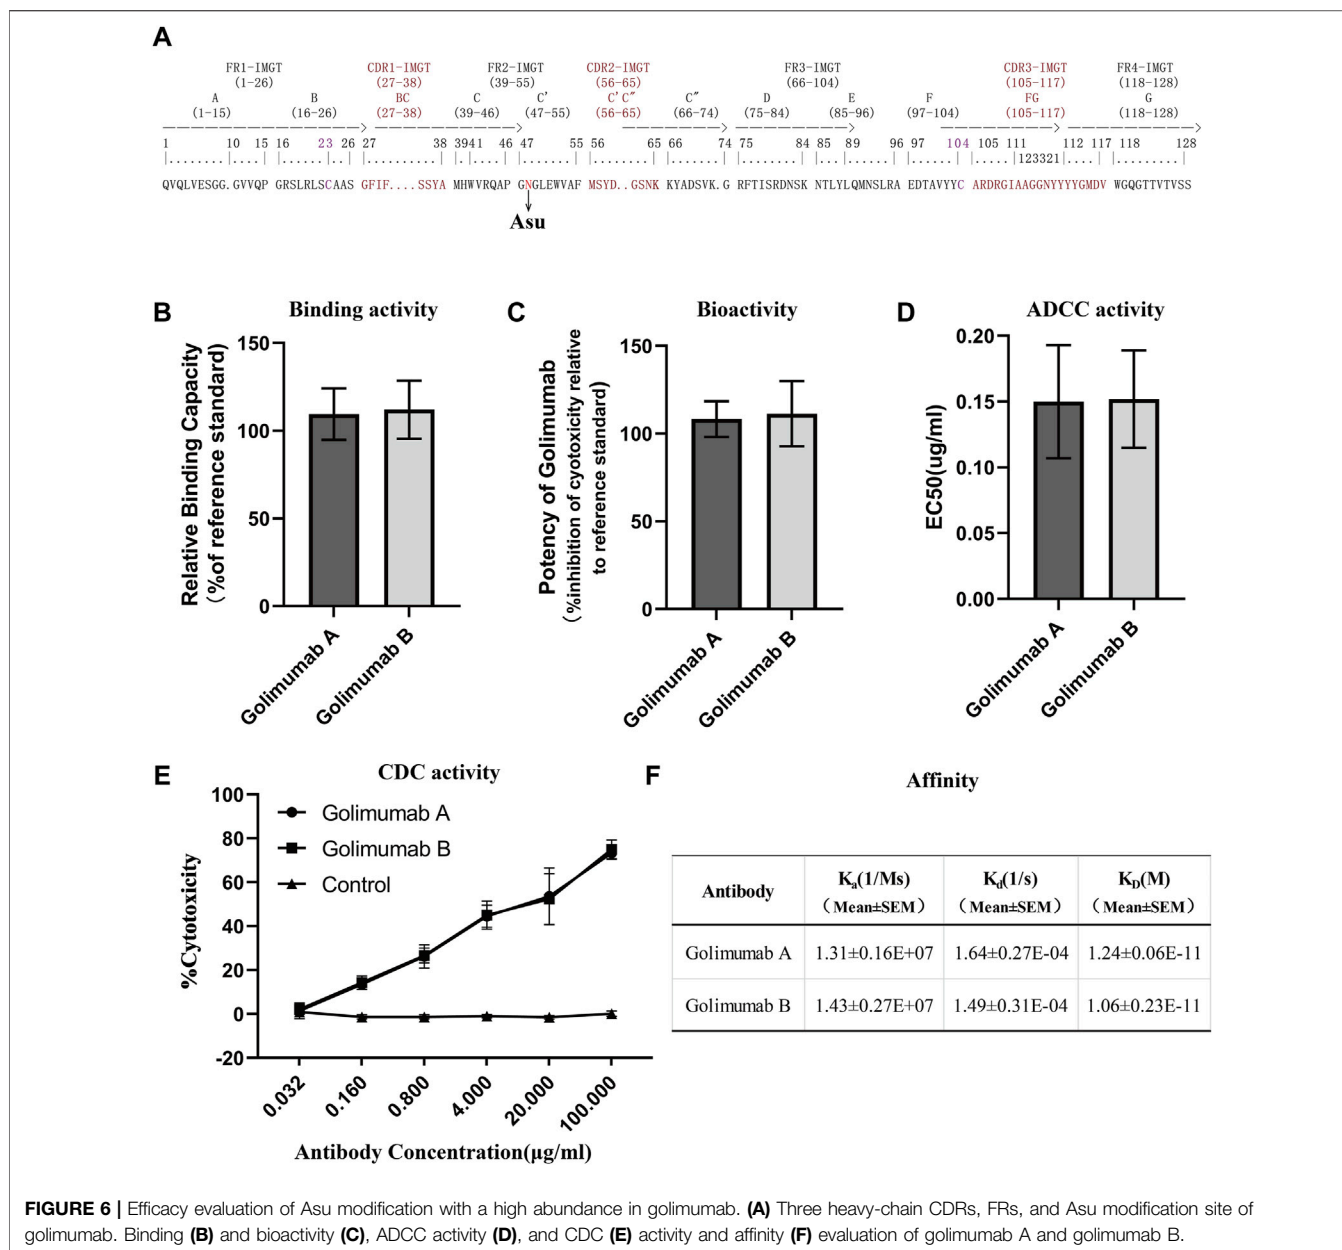 A
FR1-IMGT CDR1-IMGT FR2-IMGT CDR2-IMGT FR3-IMGT CDR3-IMGT FR4-IMGT
(1-26) (27-38) (39-55) (56-65) (66-104) (105-117) (118-128)
A B BC C C' C'C" C" D E F FG G
(1-15) (16-26) (27-38) (39-46) (47-55) (56-65) (66-74) (75-84) (85-96) (97-104) (105-117) (118-128)
1 10 15 16 23 26 27 38 3941 46 47 55 56 65 66 74 75 84 85 89 96 97 104 105 111 112 117 118 128
123321
QVQLVESGG.GVVQP GRSLRLSCAAS GFIF....SSYA MHWVRQAP GNGLEWVAF MSYD..GSNK KYADSVK.G RFTISRDNSK NTLYLQMNSLRA EDTAVYYC ARDRGIAAGGNYYYYGMDV WGQGTTVTVSS
Asu
B Binding activity
Relative Binding Capacity
(%of reference standard)
150
100
50
0
Golimumab A
Golimumab B
C Bioactivity
Potency of Golimumab
(%inhibition of cytotoxicity relative
to reference standard)
150
100
50
0
Golimumab A
Golimumab B
D ADCC activity
EC50(ug/ml)
0.20
0.15
0.10
0.05
0.00
Golimumab A
Golimumab B
E CDC activity
%Cytotoxicity
100
80
60
40
20
0
-20
Golimumab A
Golimumab B
Control
0.032 0.160 0.800 4.000 20.000 100.000
Antibody Concentration(μg/ml)
F Affinity
Antibody Ka(1/Ms) Kd(1/s) KD(M)
(Mean±SEM) (Mean±SEM) (Mean±SEM)
Golimumab A 1.31±0.16E+07 1.64±0.27E-04 1.24±0.06E-11
Golimumab B 1.43±0.27E+07 1.49±0.31E-04 1.06±0.23E-11
FIGURE 6 | Efficacy evaluation of Asu modification with a high abundance in golimumab. (A) Three heavy-chain CDRs, FRs, and Asu modification site of
golimumab. Binding (B) and bioactivity (C), ADCC activity (D), and CDC (E) activity and affinity (F) evaluation of golimumab A and golimumab B.